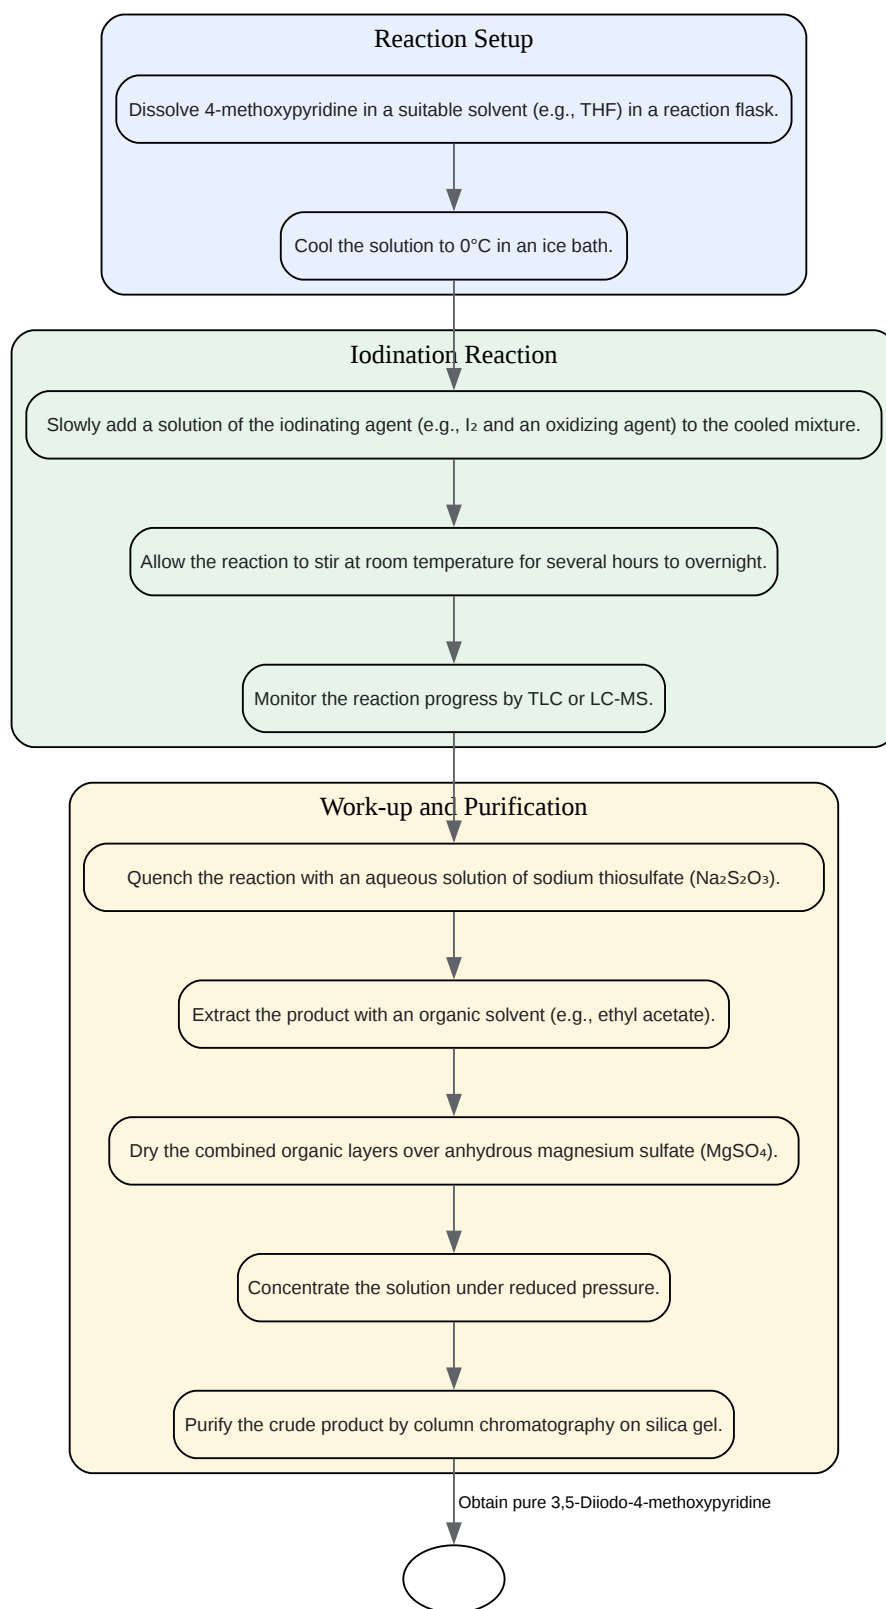 Reaction Setup
Dissolve 4-methoxypyridine in a suitable solvent (e.g., THF) in a reaction flask.
Cool the solution to 0°C in an ice bath.
Iodination Reaction
Slowly add a solution of the iodinating agent (e.g., I₂ and an oxidizing agent) to the cooled mixture.
Allow the reaction to stir at room temperature for several hours to overnight.
Monitor the reaction progress by TLC or LC-MS.
Work-up and Purification
Quench the reaction with an aqueous solution of sodium thiosulfate (Na₂S₂O₃).
Extract the product with an organic solvent (e.g., ethyl acetate).
Dry the combined organic layers over anhydrous magnesium sulfate (MgSO₄).
Concentrate the solution under reduced pressure.
Purify the crude product by column chromatography on silica gel.
Obtain pure 3,5-Diiodo-4-methoxypyridine